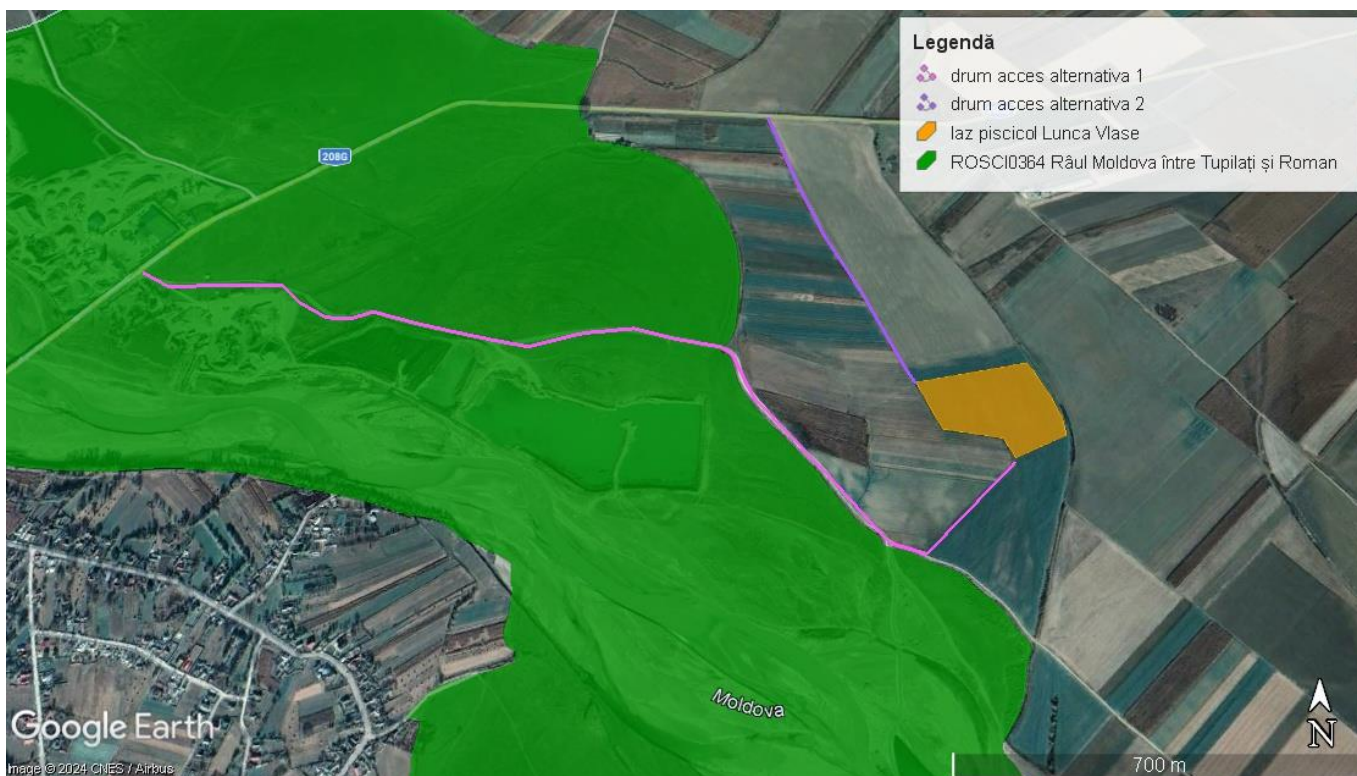 Legendă
drum acces alternativa 1
drum acces alternativa 2
Iaz piscicol Lunca Vlase
ROSCI0364 Râul Moldova între Tupilați și Roman
208G
Moldova
Google Earth
N
Image © 2024 CNES / Airbus
700 m